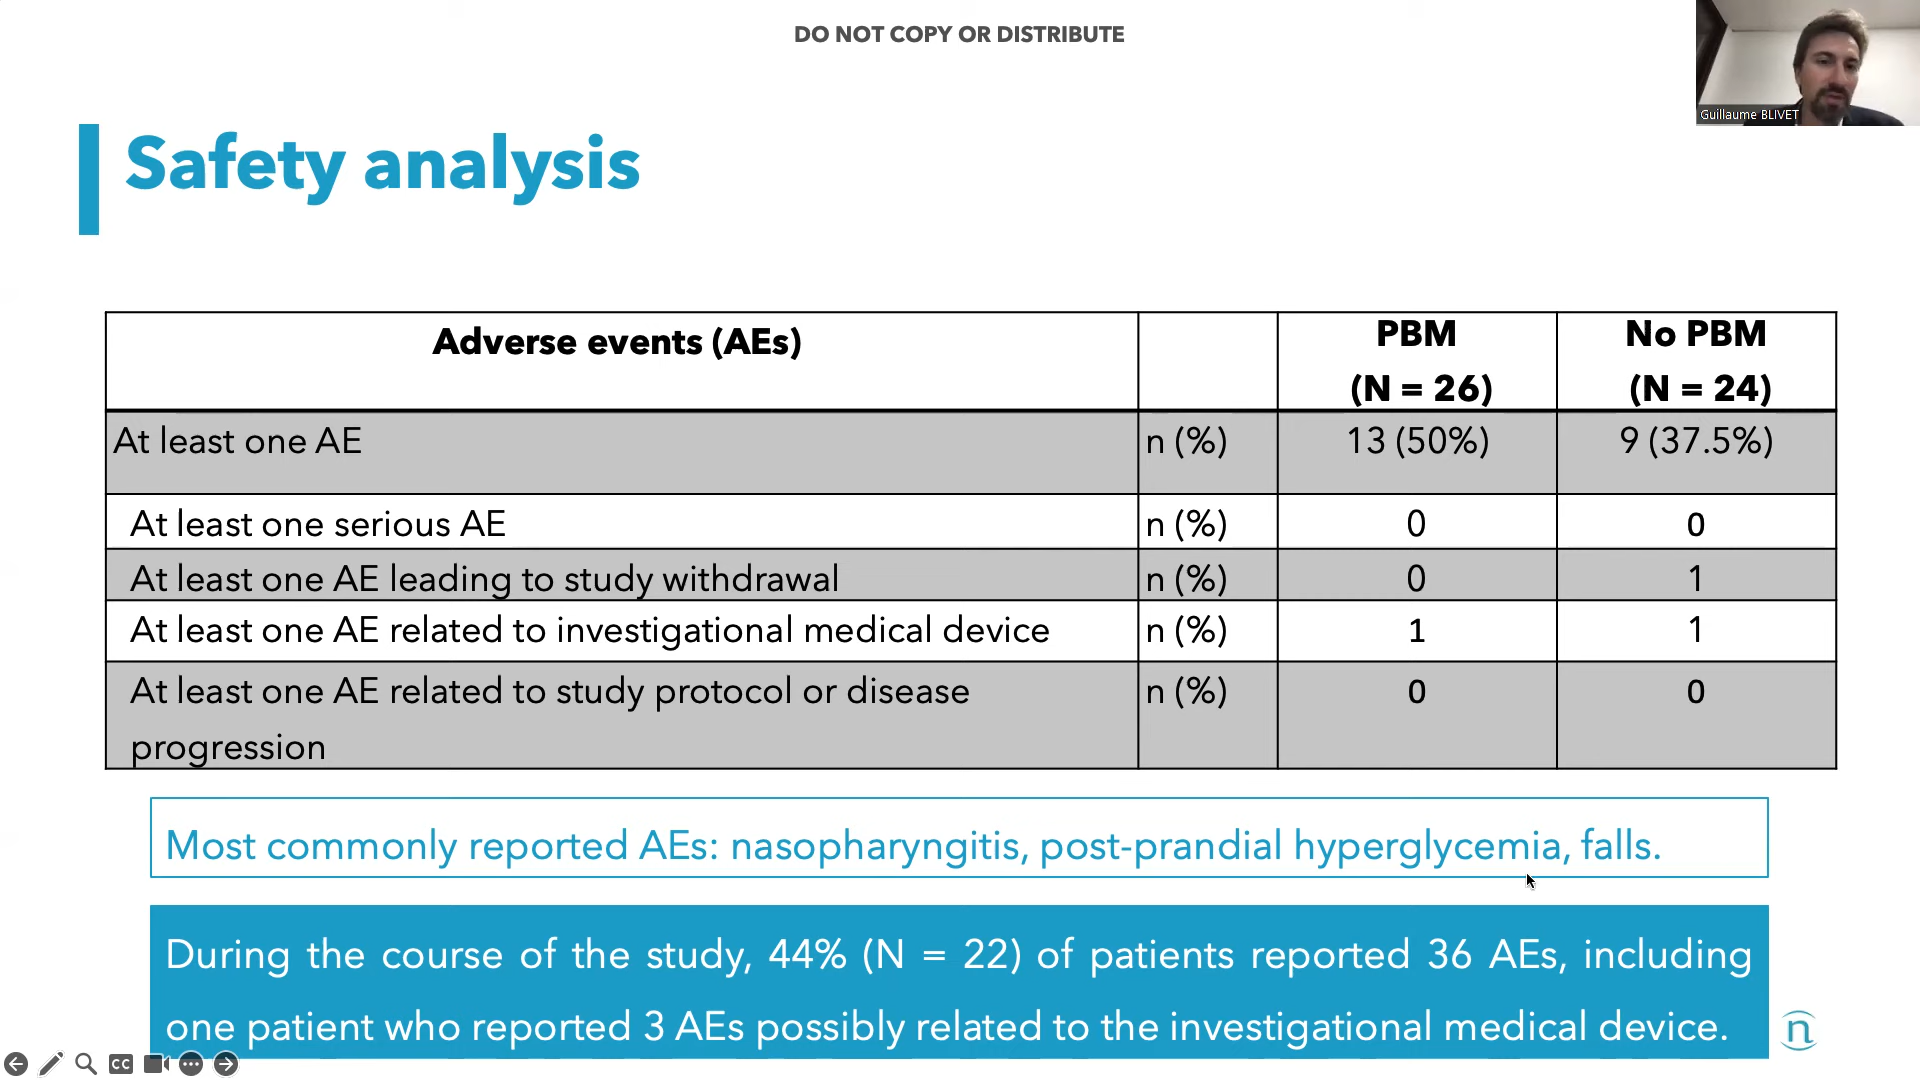 DO NOT COPY OR DISTRIBUTE
Guillaume BLIVET
Safety analysis
Adverse events (AEs)
PBM
(N = 26)
No PBM
(N = 24)
At least one AE n (%) 13 (50%) 9 (37.5%)
At least one serious AE n (%) 0 0
At least one AE leading to study withdrawal n (%) 0 1
At least one AE related to investigational medical device n (%) 1 1
At least one AE related to study protocol or disease n (%) 0 0
progression
Most commonly reported AEs: nasopharyngitis, post-prandial hyperglycemia, falls.
During the course of the study, 44% (N = 22) of patients reported 36 AEs, including
one patient who reported 3 AEs possibly related to the investigational medical device.
n
CC